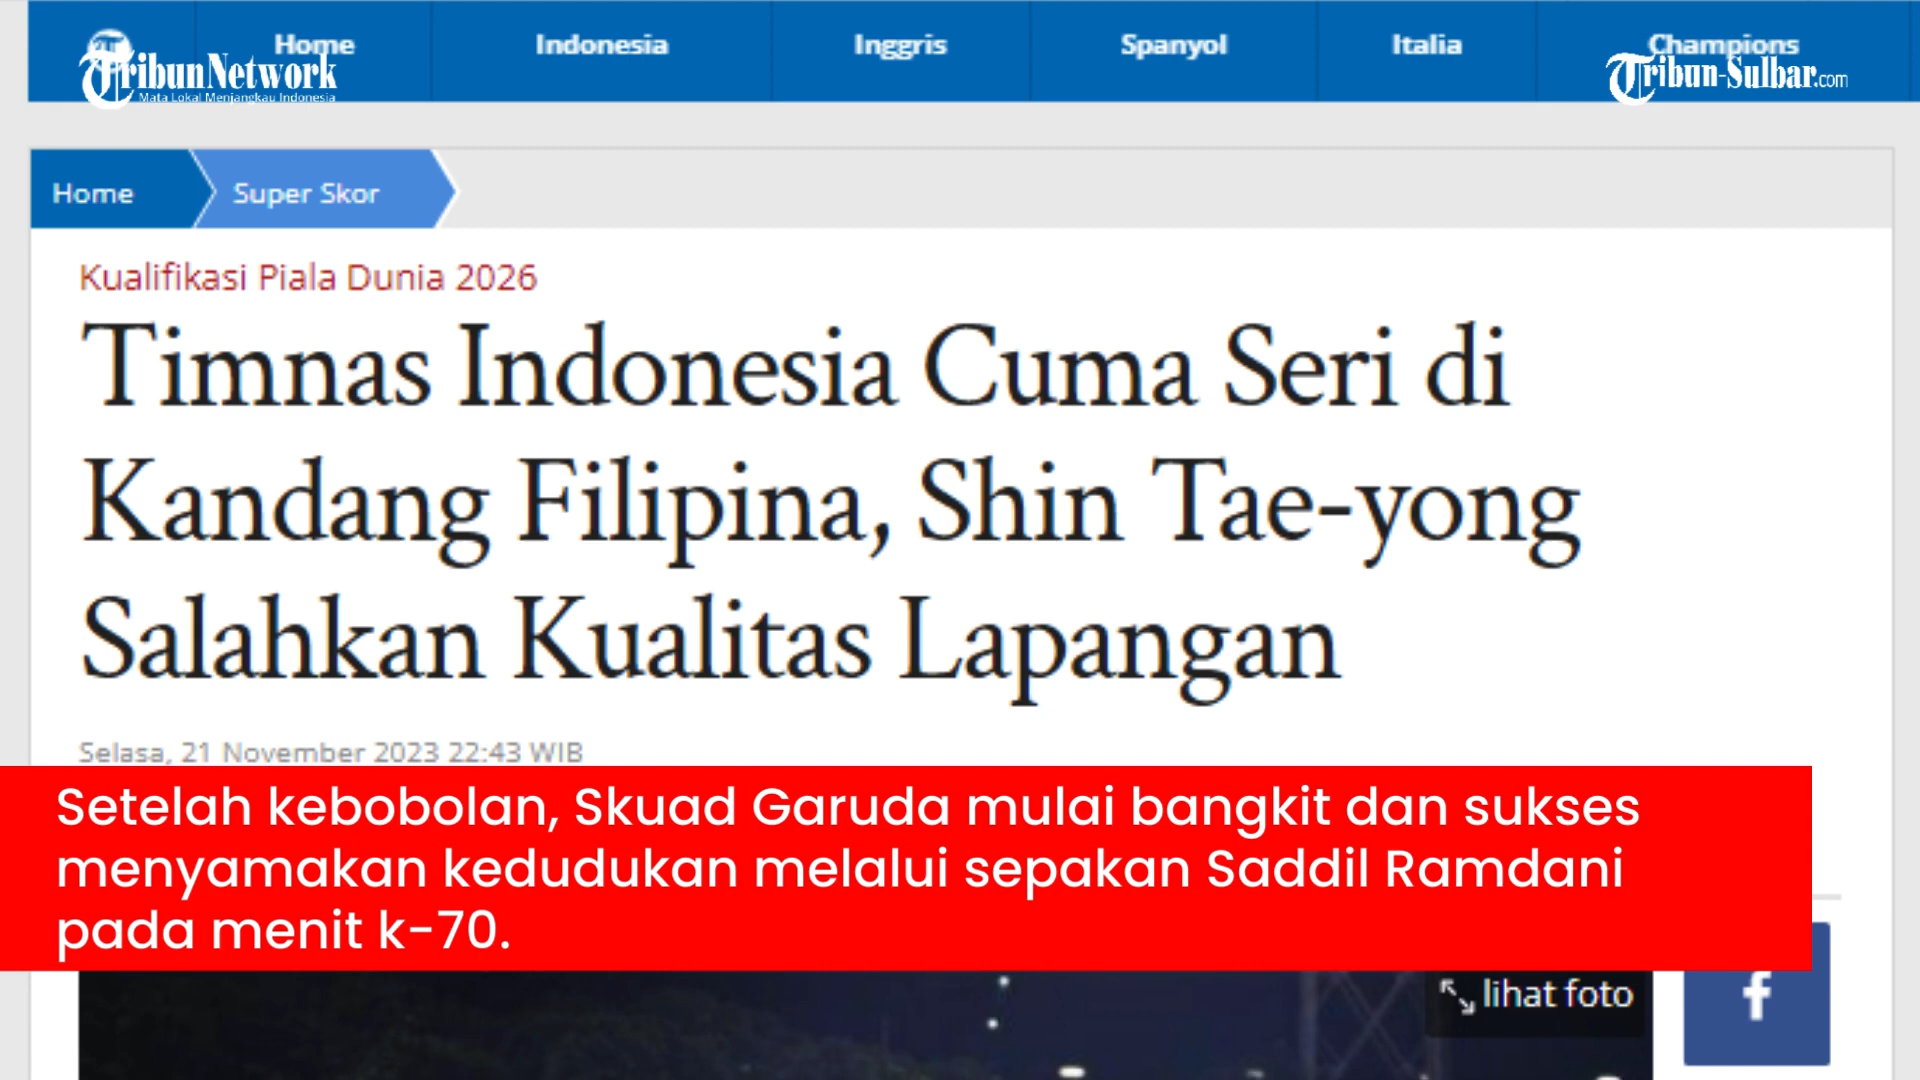 Home Indonesia Inggris Spanyol Italia Champions
TribunNetwork
Mata Lokal Menjangkau Indonesia
Tribun-Sulbar.com
Home Super Skor
Kualifikasi Piala Dunia 2026
Timnas Indonesia Cuma Seri di
Kandang Filipina, Shin Tae-yong
Salahkan Kualitas Lapangan
Selasa, 21 November 2023 22:43 WIB
Setelah kebobolan, Skuad Garuda mulai bangkit dan sukses
menyamakan kedudukan melalui sepakan Saddil Ramdani
pada menit k-70.
lihat foto
f